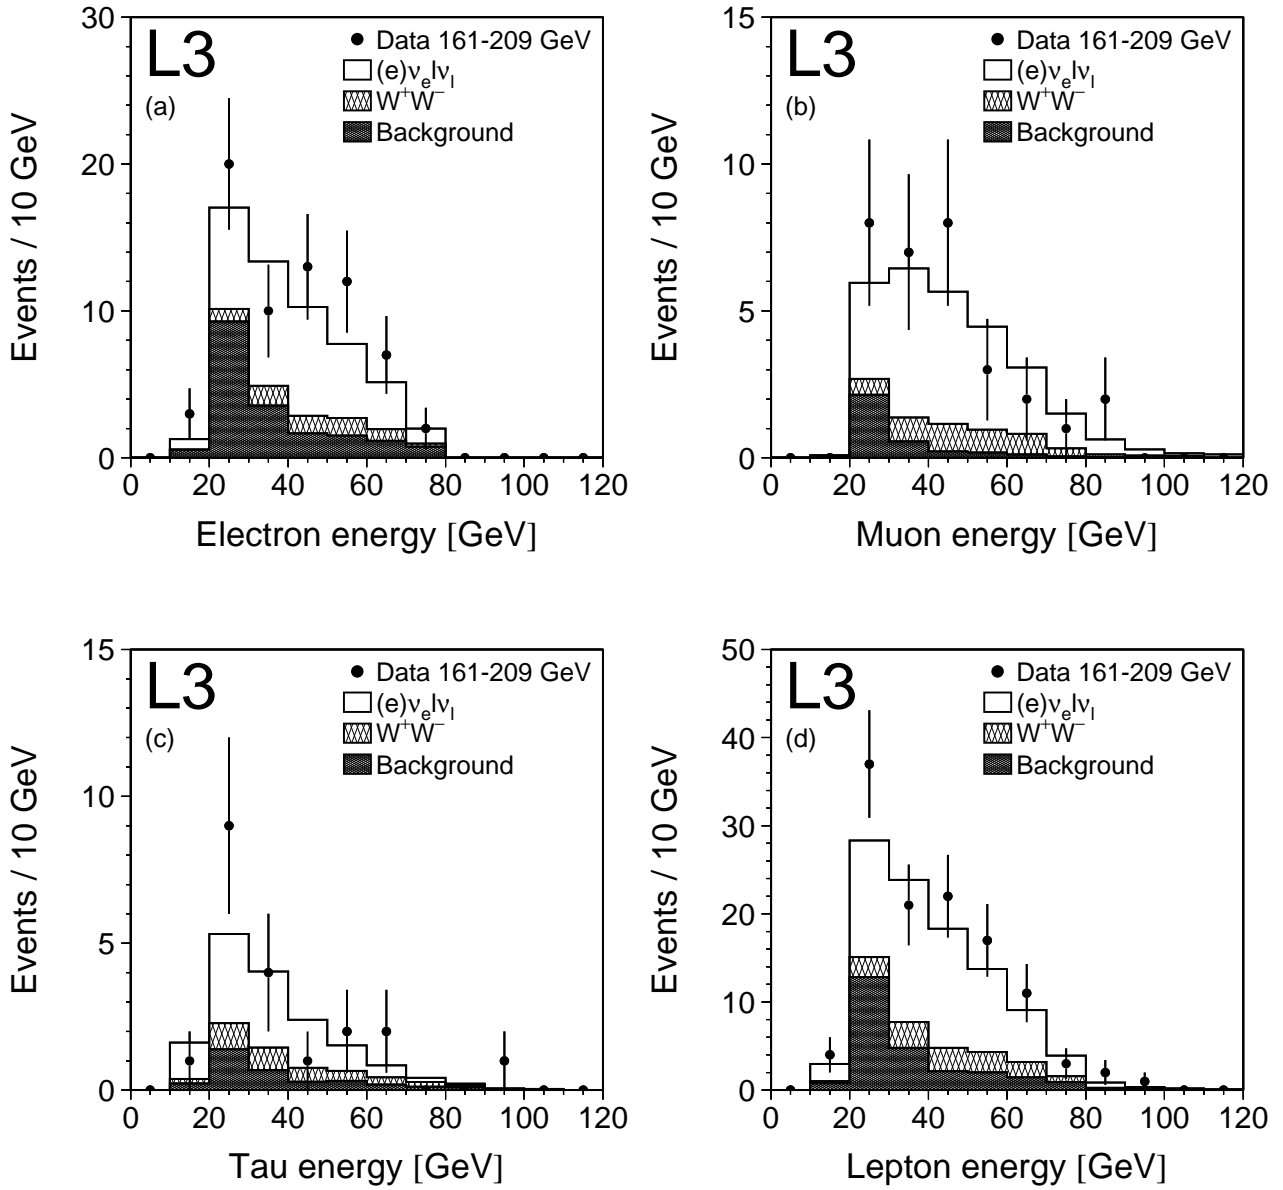 30
20
10
0
Events / 10 GeV
L3
(a)
Data 161-209 GeV
(e)νₑlνₗ
W⁺W⁻
Background
0 20 40 60 80 100 120
Electron energy [GeV]
15
10
5
0
Events / 10 GeV
L3
(b)
Data 161-209 GeV
(e)νₑlνₗ
W⁺W⁻
Background
0 20 40 60 80 100 120
Muon energy [GeV]
15
10
5
0
Events / 10 GeV
L3
(c)
Data 161-209 GeV
(e)νₑlνₗ
W⁺W⁻
Background
0 20 40 60 80 100 120
Tau energy [GeV]
50
40
30
20
10
0
Events / 10 GeV
L3
(d)
Data 161-209 GeV
(e)νₑlνₗ
W⁺W⁻
Background
0 20 40 60 80 100 120
Lepton energy [GeV]